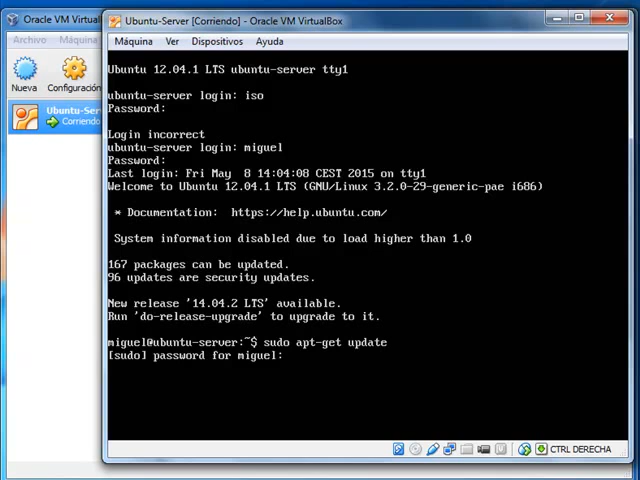 Oracle VM Virtual
Ubuntu-Server [Corriendo] - Oracle VM VirtualBox
Archivo Máquina
Máquina Ver Dispositivos Ayuda
Nueva Configuración
Ubuntu-Ser
Corriendo
Ubuntu 12.04.1 LTS ubuntu-server tty1
ubuntu-server login: iso
Password:
Login incorrect
ubuntu-server login: miguel
Password:
Last login: Fri May  8 14:04:08 CEST 2015 on tty1
Welcome to Ubuntu 12.04.1 LTS (GNU/Linux 3.2.0-29-generic-pae i686)
* Documentation:  https://help.ubuntu.com/
System information disabled due to load higher than 1.0
167 packages can be updated.
96 updates are security updates.
New release '14.04.2 LTS' available.
Run 'do-release-upgrade' to upgrade to it.
miguel@ubuntu-server:~$ sudo apt-get update
[sudo] password for miguel:
CTRL DERECHA